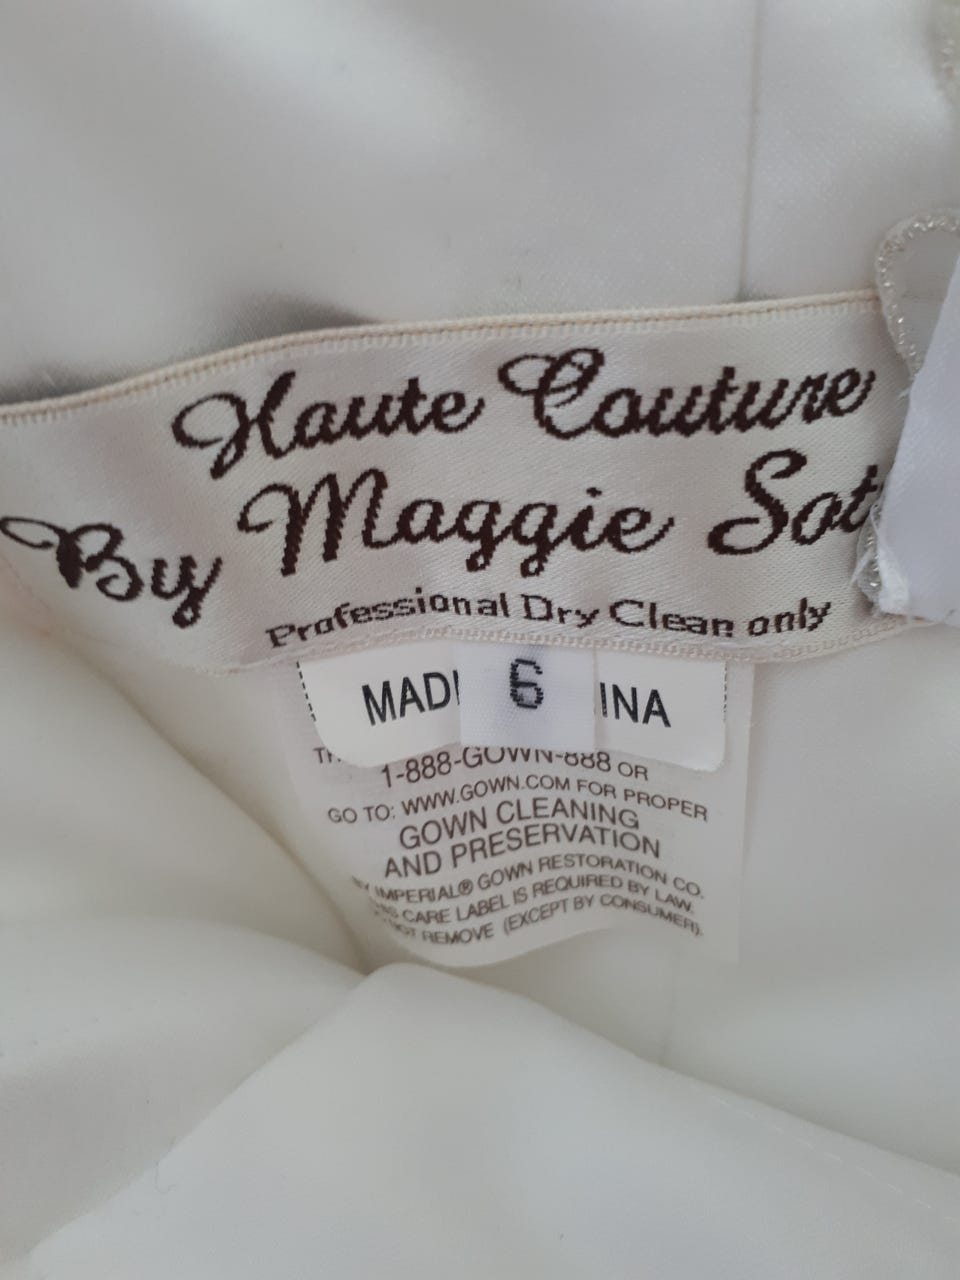 Haute Couture
By Maggie Sot
Professional Dry Clean only
6
MAD INA
1-888-GOWN-888 OR
GO TO: WWW.GOWN.COM FOR PROPER
GOWN CLEANING
AND PRESERVATION
IMPERIAL® GOWN RESTORATION CO.
CARE LABEL IS REQUIRED BY LAW.
REMOVE (EXCEPT BY CONSUMER).